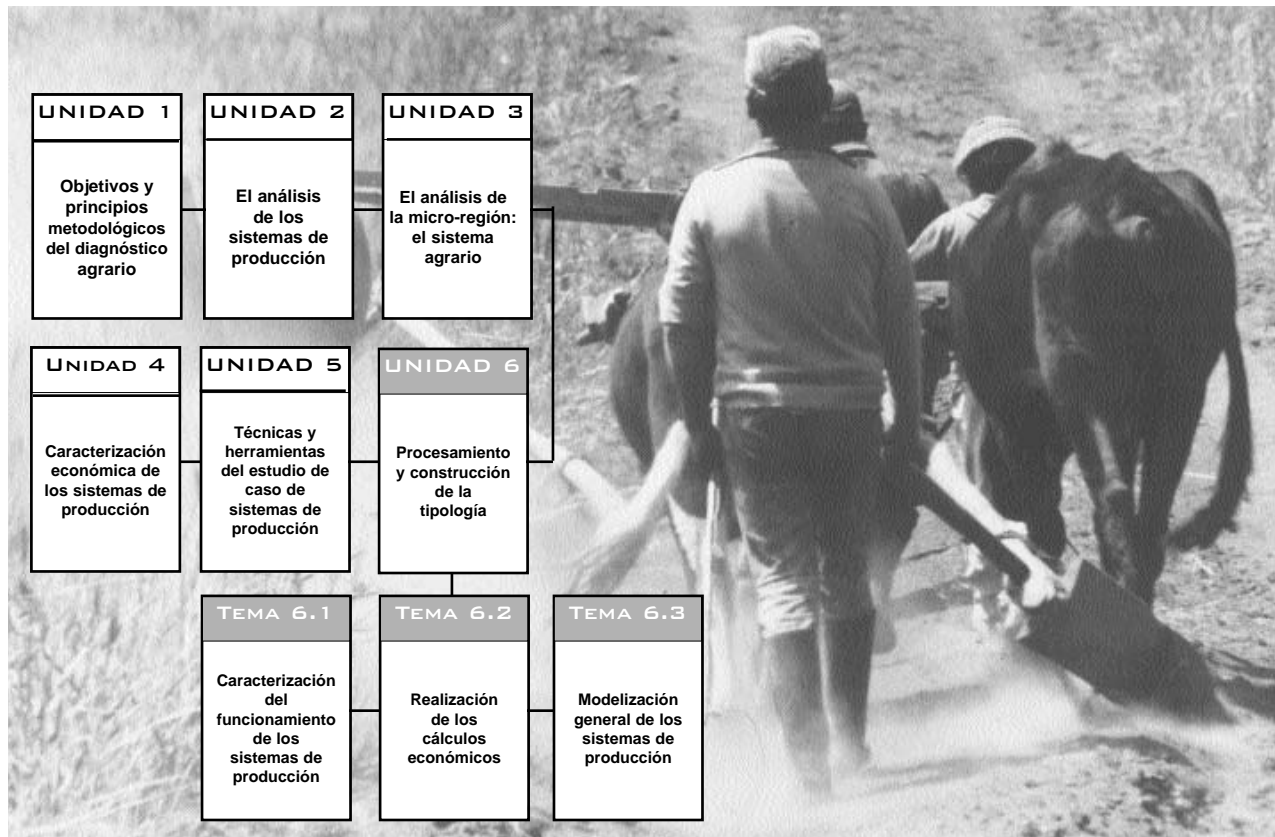 UNIDAD 1
Objetivos y
principios
metodológicos
del diagnóstico
agrario
UNIDAD 2
El análisis
de los
sistemas de
producción
UNIDAD 3
El análisis de
la micro-región:
el sistema
agrario
UNIDAD 4
Caracterización
económica de
los sistemas de
producción
UNIDAD 5
Técnicas y
herramientas
del estudio de
caso de
sistemas de
producción
UNIDAD 6
Procesamiento
y construcción
de la
tipología
TEMA 6.1
Caracterización
del
funcionamiento
de los
sistemas de
producción
TEMA 6.2
Realización
de los
cálculos
económicos
TEMA 6.3
Modelización
general de los
sistemas de
producción